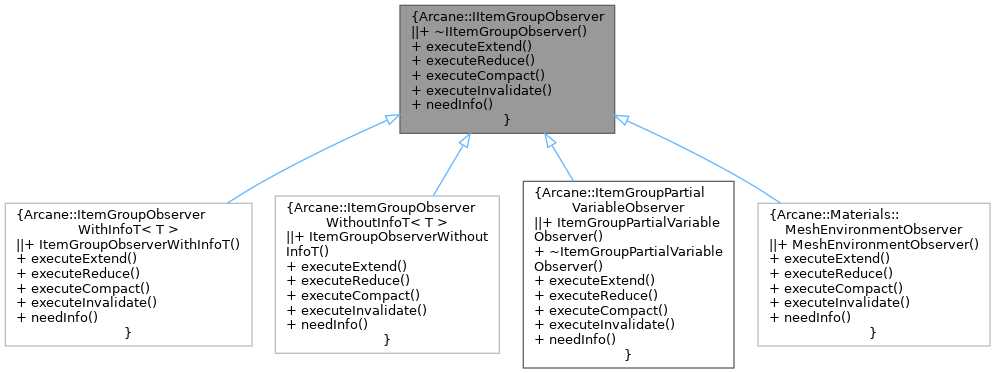 {Arcane::IItemGroupObserver
||+ ~IItemGroupObserver()
+ executeExtend()
+ executeReduce()
+ executeCompact()
+ executeInvalidate()
+ needInfo()
}
{Arcane::ItemGroupObserver
WithInfoT< T >
||+ ItemGroupObserverWithInfoT()
+ executeExtend()
+ executeReduce()
+ executeCompact()
+ executeInvalidate()
+ needInfo()
}
{Arcane::ItemGroupObserver
WithoutInfoT< T >
||+ ItemGroupObserverWithout
InfoT()
+ executeExtend()
+ executeReduce()
+ executeCompact()
+ executeInvalidate()
+ needInfo()
}
{Arcane::ItemGroupPartial
VariableObserver
||+ ItemGroupPartialVariable
Observer()
+ ~ItemGroupPartialVariable
Observer()
+ executeExtend()
+ executeReduce()
+ executeCompact()
+ executeInvalidate()
+ needInfo()
}
{Arcane::Materials::
MeshEnvironmentObserver
||+ MeshEnvironmentObserver()
+ executeExtend()
+ executeReduce()
+ executeCompact()
+ executeInvalidate()
+ needInfo()
}